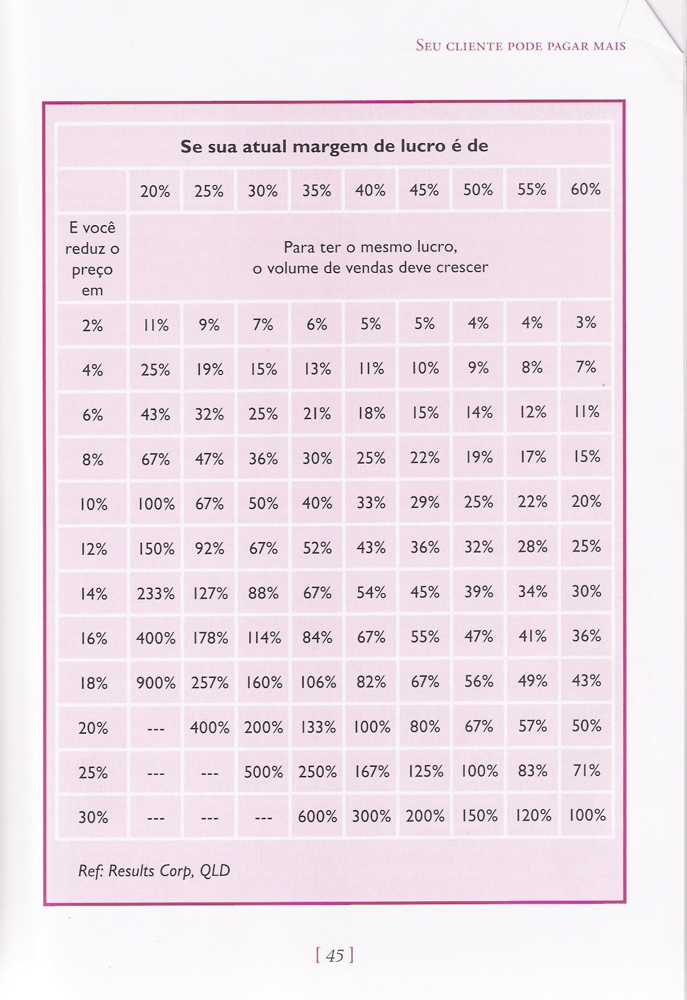 Seu cliente pode pagar mais
Se sua atual margem de lucro é de
20% 25% 30% 35% 40% 45% 50% 55% 60%
E você
reduz o
preço
em
Para ter o mesmo lucro,
o volume de vendas deve crescer
2% 11% 9% 7% 6% 5% 5% 4% 4% 3%
4% 25% 19% 15% 13% 11% 10% 9% 8% 7%
6% 43% 32% 25% 21% 18% 15% 14% 12% 11%
8% 67% 47% 36% 30% 25% 22% 19% 17% 15%
10% 100% 67% 50% 40% 33% 29% 25% 22% 20%
12% 150% 92% 67% 52% 43% 36% 32% 28% 25%
14% 233% 127% 88% 67% 54% 45% 39% 34% 30%
16% 400% 178% 114% 84% 67% 55% 47% 41% 36%
18% 900% 257% 160% 106% 82% 67% 56% 49% 43%
20% --- 400% 200% 133% 100% 80% 67% 57% 50%
25% --- --- 500% 250% 167% 125% 100% 83% 71%
30% --- --- --- 600% 300% 200% 150% 120% 100%
Ref: Results Corp, QLD
[ 45 ]